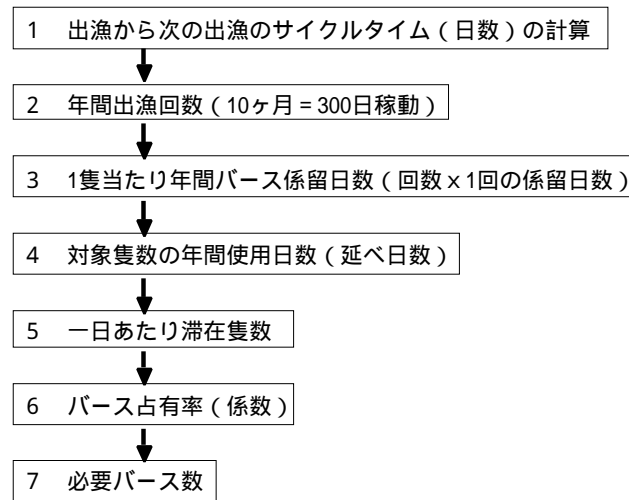 1 出漁から次の出漁のサイクルタイム(日数)の計算
2 年間出漁回数(10ヶ月=300日稼動)
3 1隻当たり年間バース係留日数(回数x1回の係留日数)
4 対象隻数の年間使用日数(延べ日数)
5 一日あたり滞在隻数
6 バース占有率(係数)
7 必要バース数